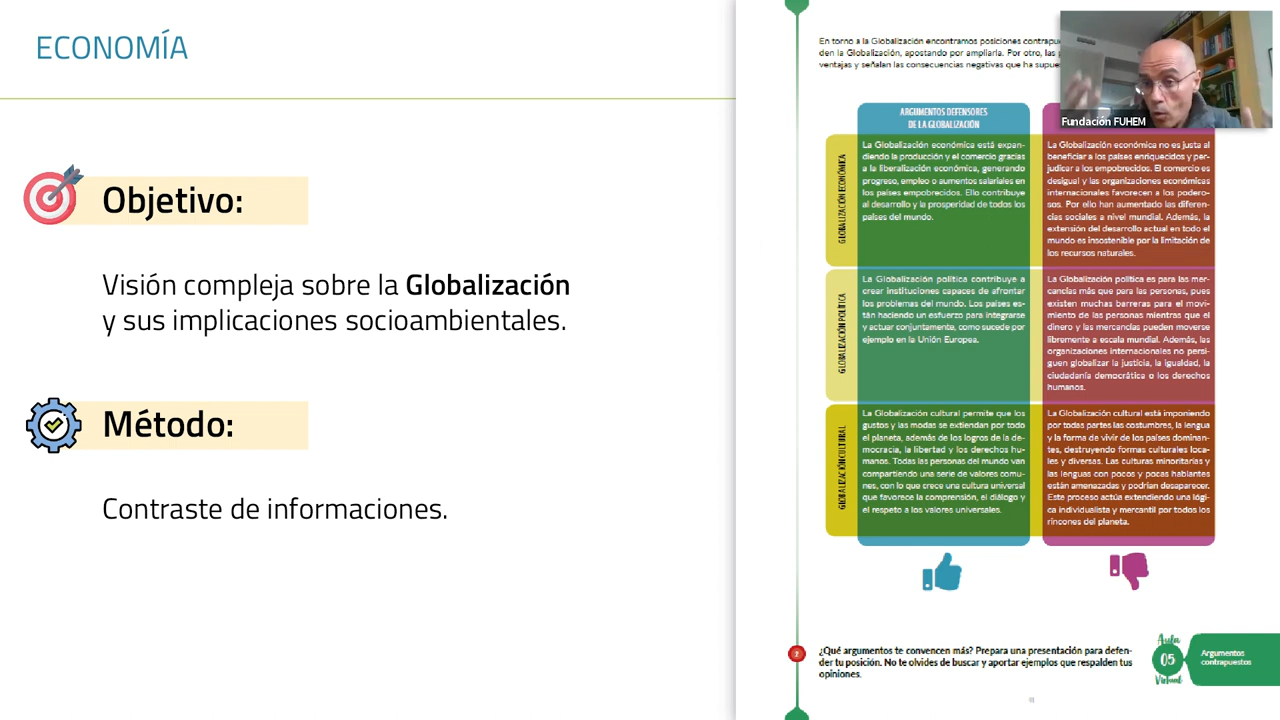 ECONOMÍA
Objetivo:
Visión compleja sobre la Globalización
y sus implicaciones socioambientales.
Método:
Contraste de informaciones.
En torno a la Globalización encontramos posiciones
den la Globalización, apostando por ampliarla. Por otro, las
ventajas y señalan las consecuencias negativas que ha
Fundación FUHEM
ARGUMENTOS DEFENSORES
DE LA GLOBALIZACIÓN
GLOBALIZACIÓN ECONÓMICA
La Globalización económica está expan-
diendo la producción y el comercio gracias
a la liberalización económica, generando
progreso, empleo o aumentos salariales en
los países empobrecidos. Ello contribuye
al desarrollo y la prosperidad de todos los
países del mundo.
La Globalización económica no es justa al
beneficiar a los países enriquecidos y per-
judicar a los empobrecidos. El comercio es
desigual y las organizaciones económicas
internacionales favorecen a los poderо-
sos. Por ello han aumentado las diferen-
cias sociales a nivel mundial. Además, la
extensión del desarrollo actual en todo el
mundo es insostenible por la limitación de
los recursos naturales.
GLOBALIZACIÓN POLÍTICA
La Globalización política contribuye a
crear instituciones capaces de afrontar
los problemas del mundo. Los países es-
tán haciendo un esfuerzo para integrarse
y actuar conjuntamente, como sucede por
ejemplo en la Unión Europea.
La Globalización política es para las mer-
cancías más que para las personas, pues
existen muchas barreras para el movi-
miento de las personas mientras que el
dinero y las mercancías pueden moverse
libremente a escala mundial. Además, las
organizaciones internacionales no persi-
guen globalizar la justicia, la igualdad, la
ciudadanía democrática o los derechos
humanos.
GLOBALIZACIÓN CULTURAL
La Globalización cultural permite que los
gustos y las modas se extiendan por todo
el planeta, además de los logros de la de-
mocracia, la libertad y los derechos hu-
manos. Todas las personas del mundo van
compartiendo una serie de valores comu-
nes, con lo que crece una cultura universal
que favorece la comprensión, el diálogo y
el respeto a los valores universales.
La Globalización cultural está imponiendo
por todas partes las costumbres, la lengua
y la forma de vivir de los países dominan-
tes, destruyendo formas culturales loca-
les y diversas. Las culturas minoritarias y
las lenguas con pocos y pocas hablantes
están amenazadas y podrían desaparecer.
Este proceso actúa extendiendo una lógi-
ca individualista y mercantil por todos los
rincones del planeta.
¿Qué argumentos te convencen más? Prepara una presentación para defen-
der tu posición. No te olvides de buscar y aportar ejemplos que respalden tus
opiniones.
Aula
05
Virtual
Argumentos
contrapuestos